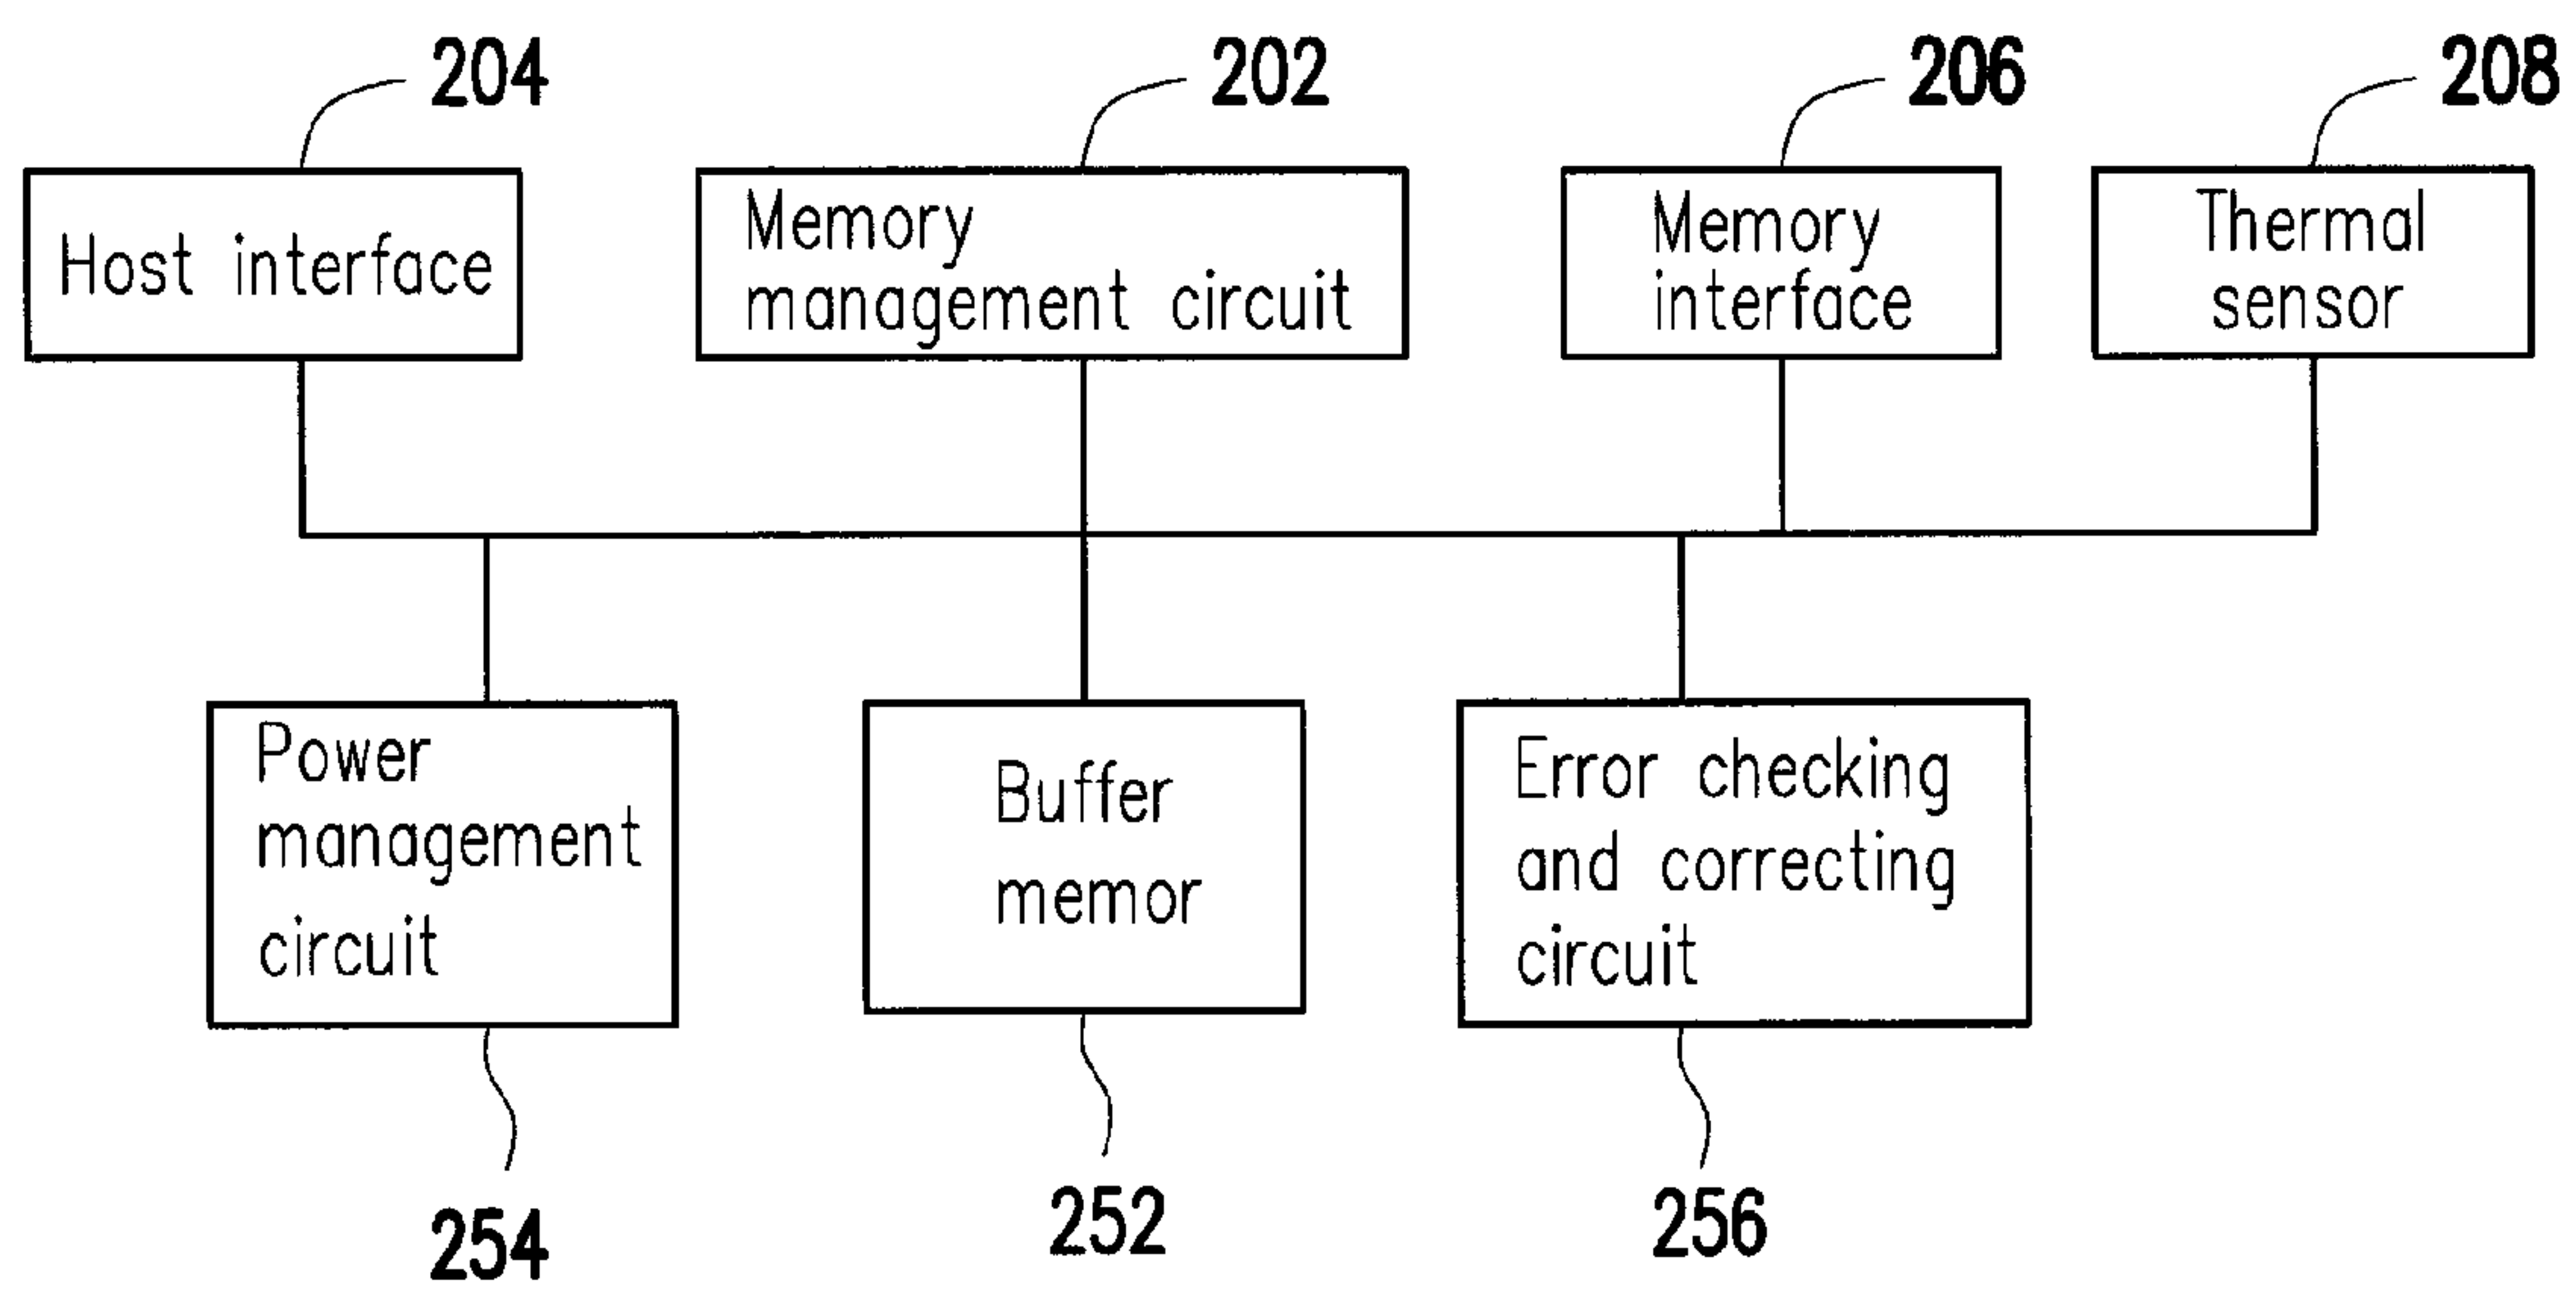 204
202
206
208
Host interface
Memory
management circuit
Memory
interface
Thermal
sensor
Power
management
circuit
Buffer
memor
Error checking
and correcting
circuit
254
252
256